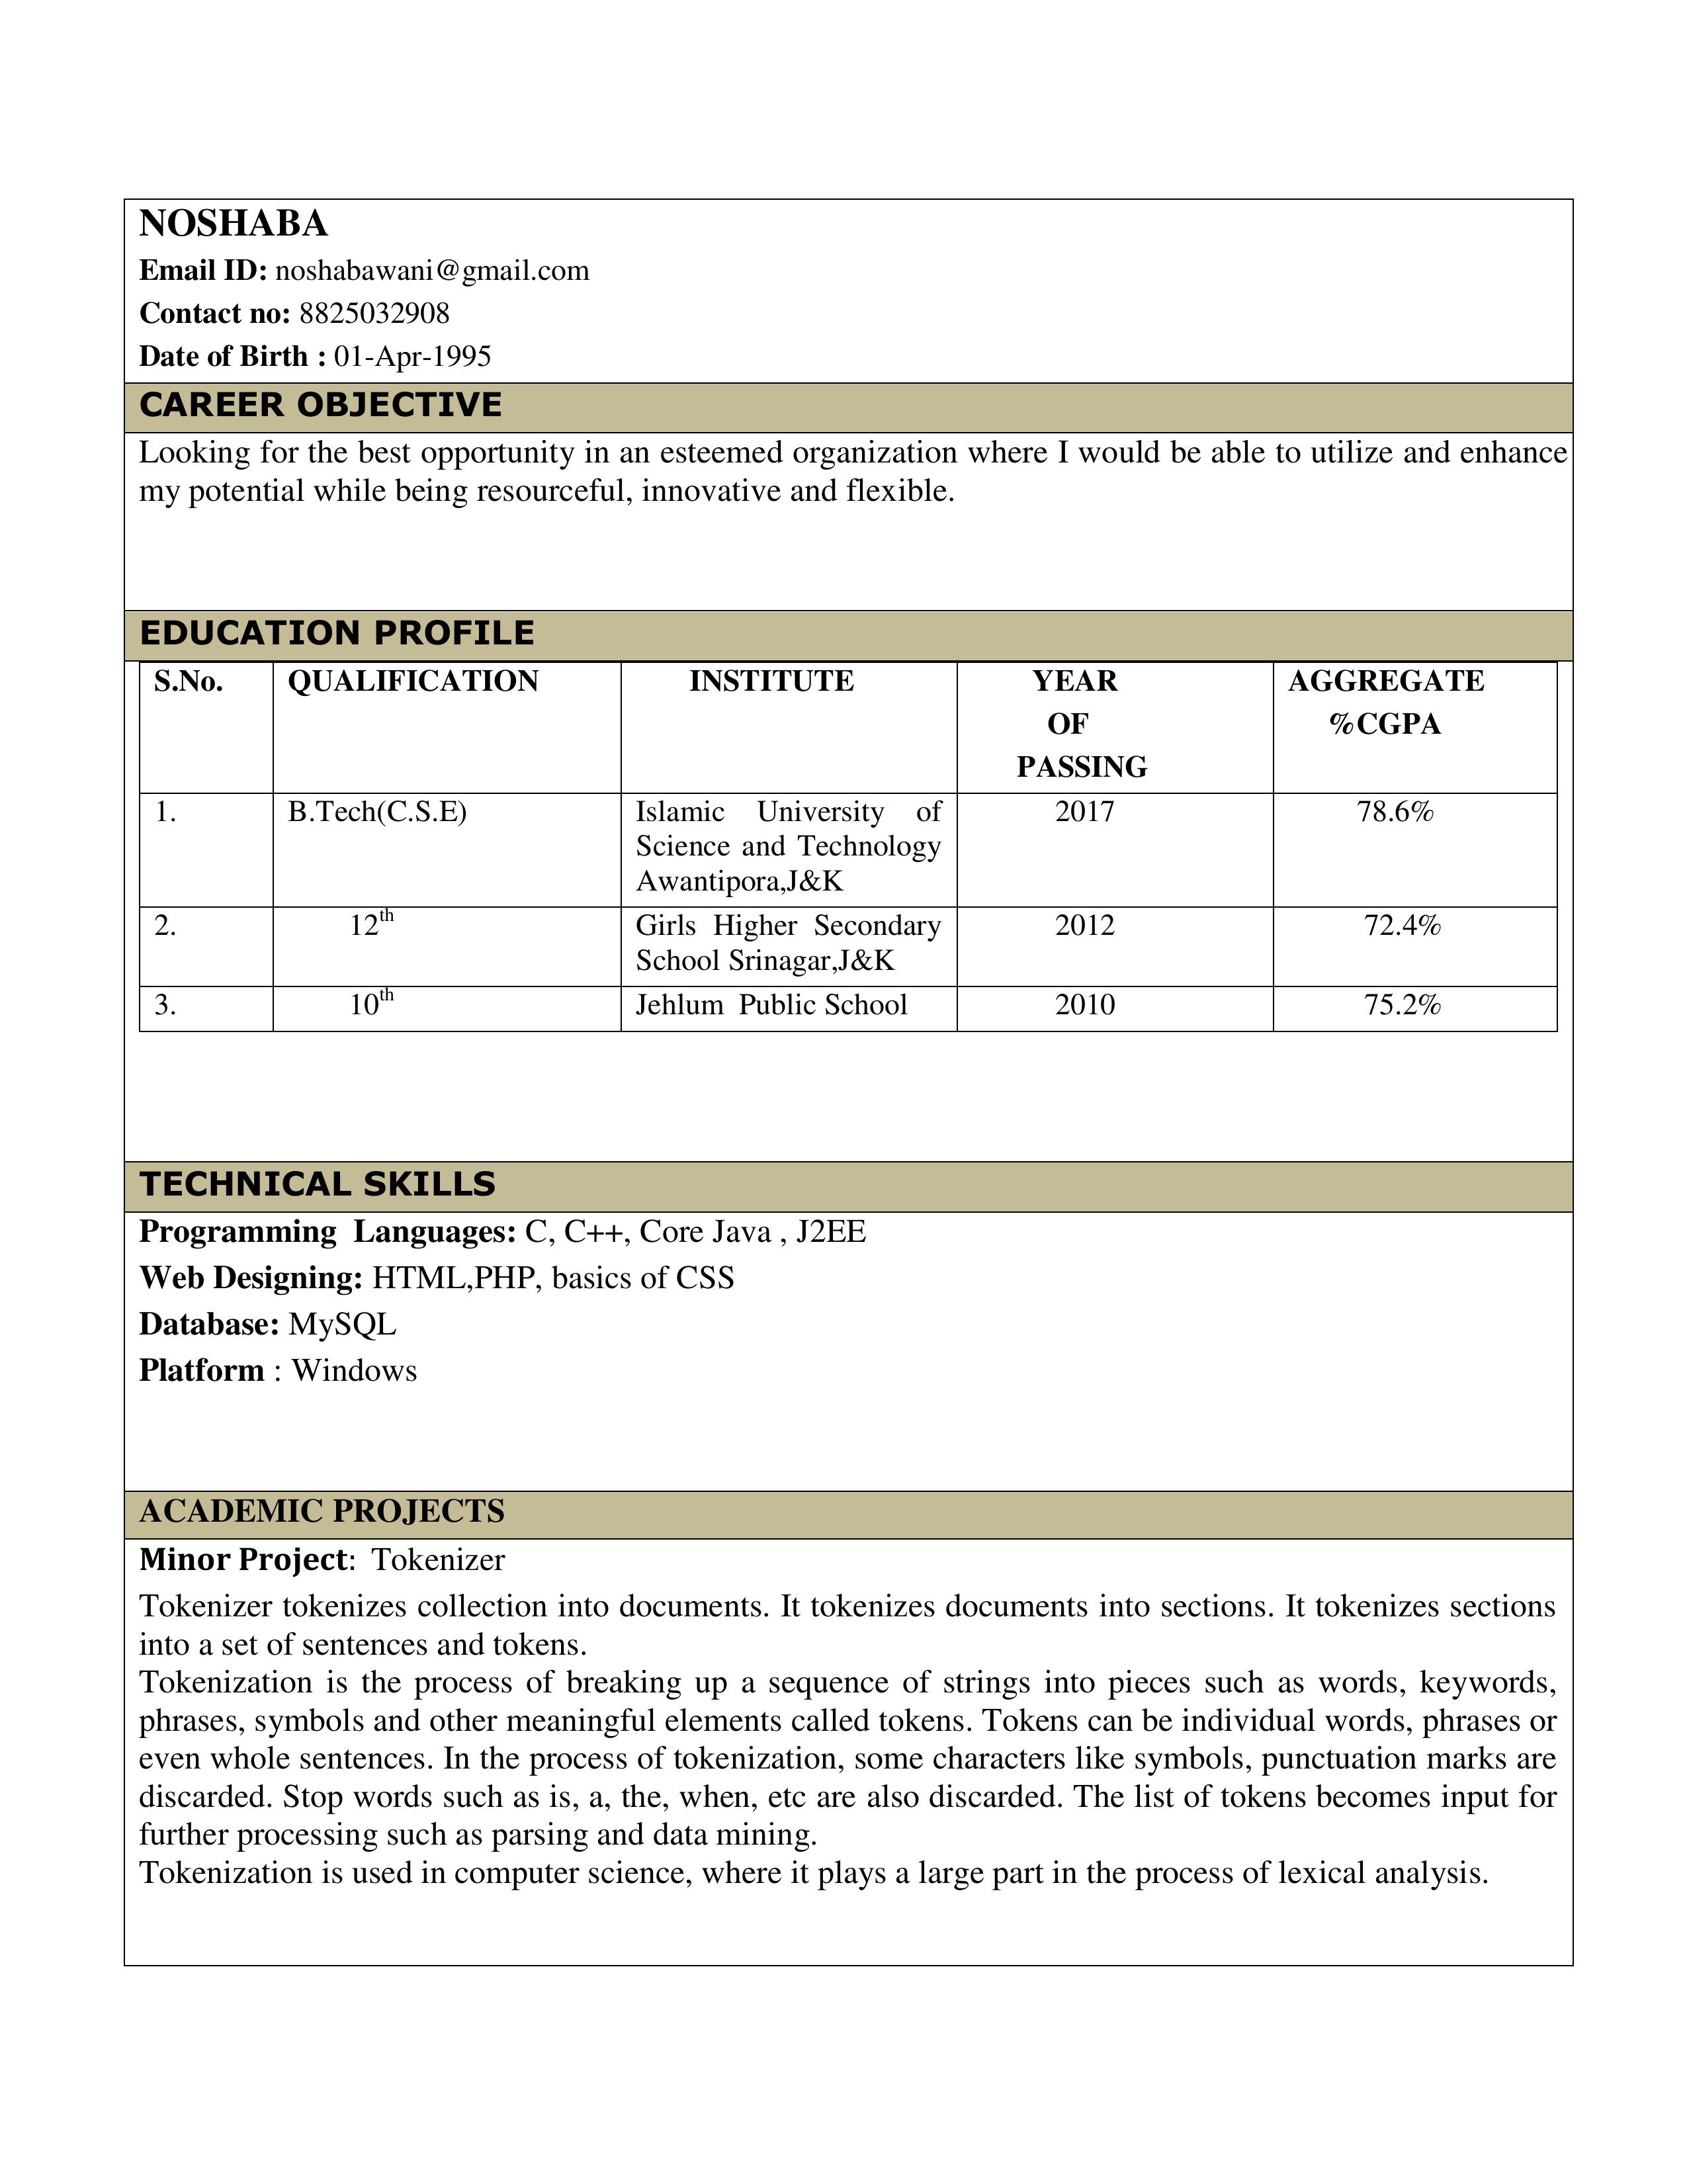 NOSHABA
Email ID: noshabawani@gmail.com
Contact no: 8825032908
Date of Birth : 01-Apr-1995
CAREER OBJECTIVE
Looking for the best opportunity in an esteemed organization where I would be able to utilize and enhance
my potential while being resourceful, innovative and flexible.
EDUCATION PROFILE
S.No. QUALIFICATION INSTITUTE YEAR AGGREGATE
OF %CGPA
PASSING
1. B.Tech(C.S.E) Islamic University of 2017 78.6%
Science and Technology
Awantipora,J&K
2. 12th Girls Higher Secondary 2012 72.4%
School Srinagar,J&K
3. 10th Jehlum Public School 2010 75.2%
TECHNICAL SKILLS
Programming Languages: C, C++, Core Java , J2EE
Web Designing: HTML,PHP, basics of CSS
Database: MySQL
Platform : Windows
ACADEMIC PROJECTS
Minor Project: Tokenizer
Tokenizer tokenizes collection into documents. It tokenizes documents into sections. It tokenizes sections
into a set of sentences and tokens.
Tokenization is the process of breaking up a sequence of strings into pieces such as words, keywords,
phrases, symbols and other meaningful elements called tokens. Tokens can be individual words, phrases or
even whole sentences. In the process of tokenization, some characters like symbols, punctuation marks are
discarded. Stop words such as is, a, the, when, etc are also discarded. The list of tokens becomes input for
further processing such as parsing and data mining.
Tokenization is used in computer science, where it plays a large part in the process of lexical analysis.